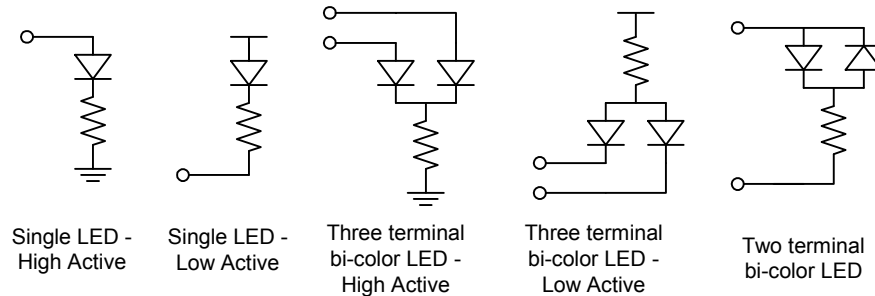 Single LED -
High Active
Single LED -
Low Active
Three terminal
bi-color LED -
High Active
Three terminal
bi-color LED -
Low Active
Two terminal
bi-color LED